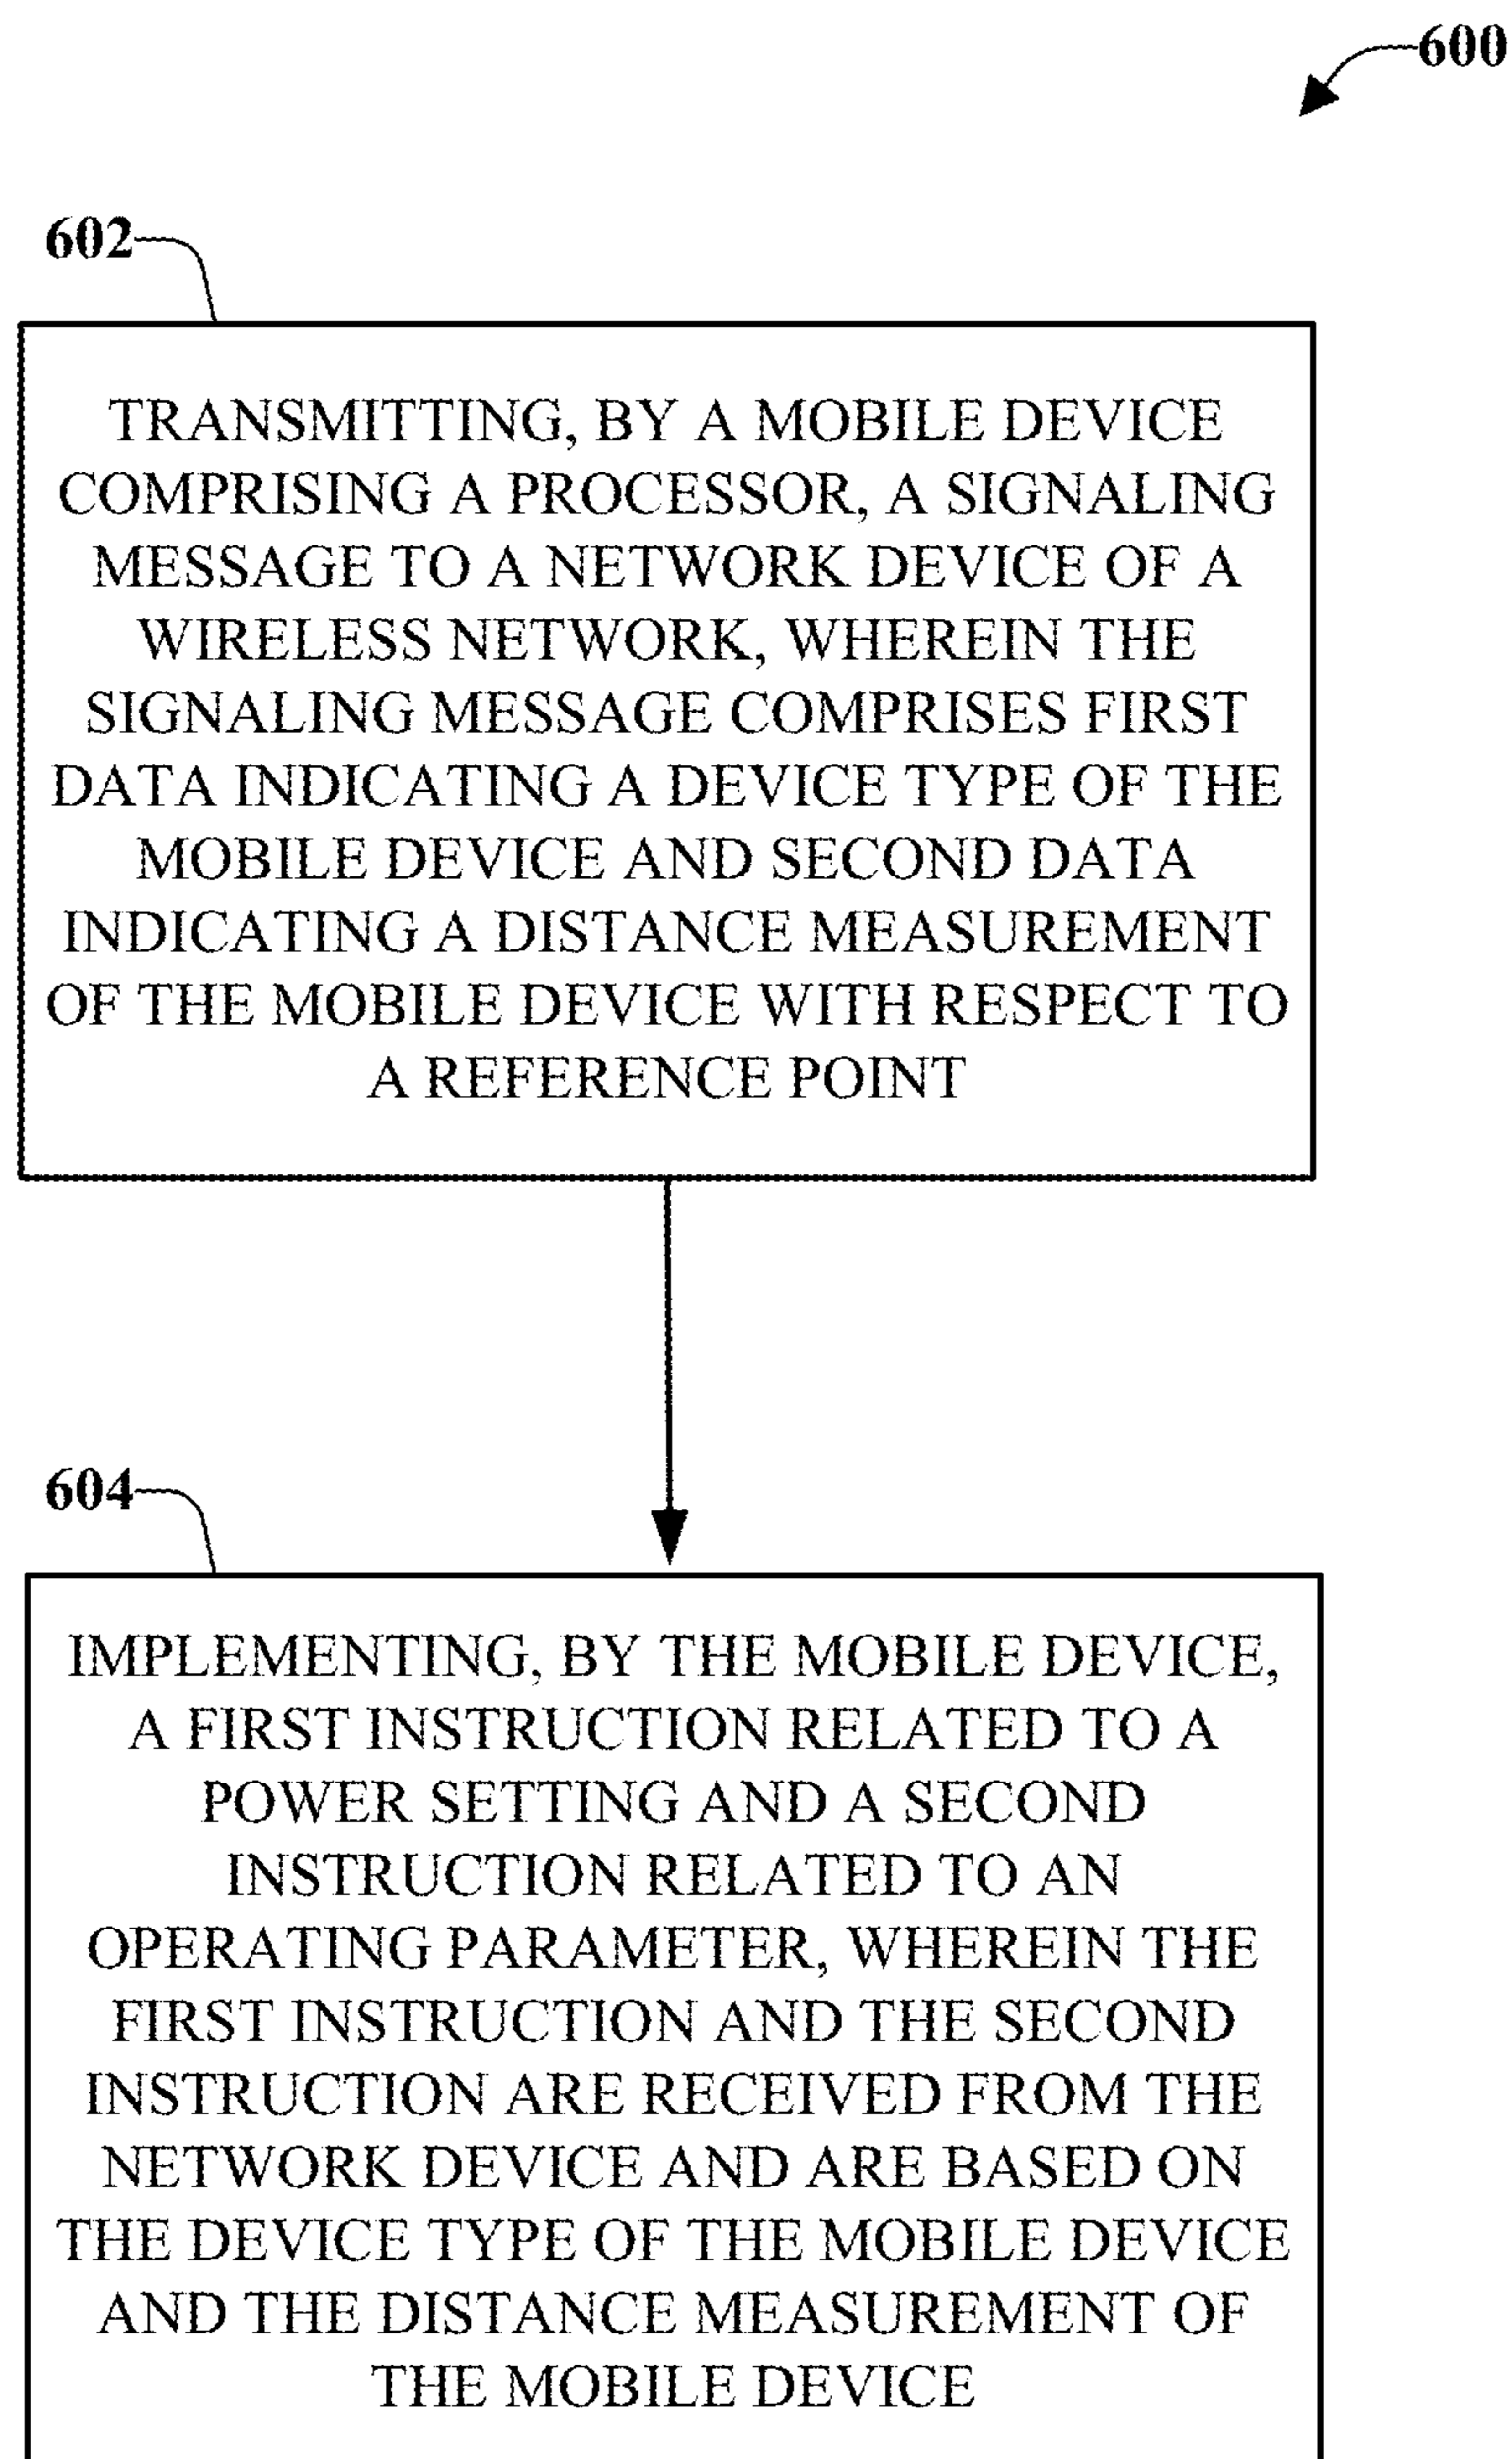 600
602
TRANSMITTING, BY A MOBILE DEVICE
COMPRISING A PROCESSOR, A SIGNALING
MESSAGE TO A NETWORK DEVICE OF A
WIRELESS NETWORK, WHEREIN THE
SIGNALING MESSAGE COMPRISES FIRST
DATA INDICATING A DEVICE TYPE OF THE
MOBILE DEVICE AND SECOND DATA
INDICATING A DISTANCE MEASUREMENT
OF THE MOBILE DEVICE WITH RESPECT TO
A REFERENCE POINT
604
IMPLEMENTING, BY THE MOBILE DEVICE,
A FIRST INSTRUCTION RELATED TO A
POWER SETTING AND A SECOND
INSTRUCTION RELATED TO AN
OPERATING PARAMETER, WHEREIN THE
FIRST INSTRUCTION AND THE SECOND
INSTRUCTION ARE RECEIVED FROM THE
NETWORK DEVICE AND ARE BASED ON
THE DEVICE TYPE OF THE MOBILE DEVICE
AND THE DISTANCE MEASUREMENT OF
THE MOBILE DEVICE